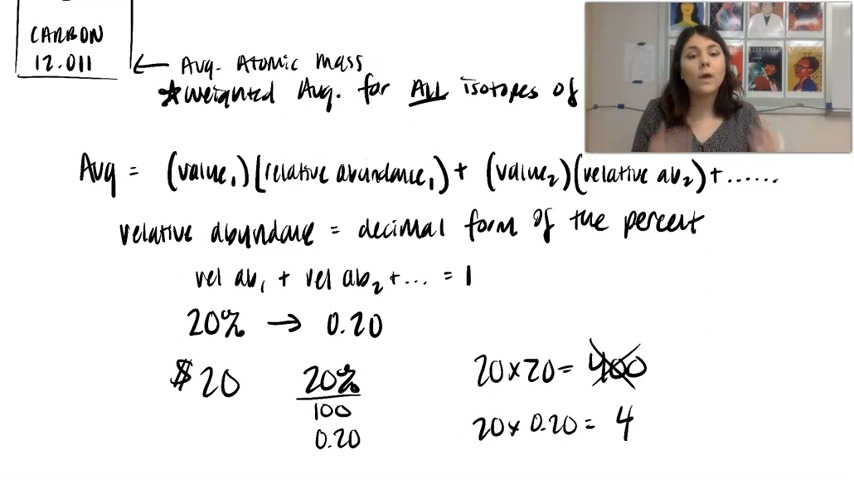 CARBON
12.011
← Avg. Atomic Mass
*Weighted Avg. for ALL isotopes of
Avg = (value₁)(relative abundance₁) + (value₂)(relative ab₂) + ......
relative abundance = decimal form of the percent
rel ab₁ + rel ab₂ + ... = 1
20% → 0.20
$20
20%
100
0.20
20 x 20 = 400
20 x 0.20 = 4